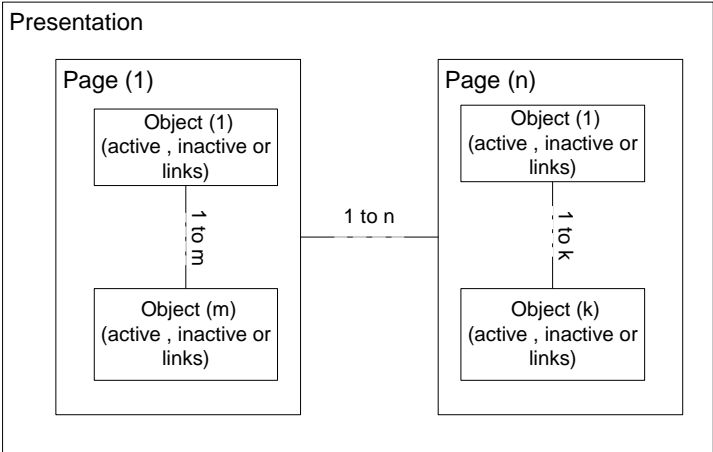 Presentation
Page (1)
Object (1)
(active , inactive or
links)
1 to m
Object (m)
(active , inactive or
links)
1 to n
Page (n)
Object (1)
(active , inactive or
links)
1 to k
Object (k)
(active , inactive or
links)